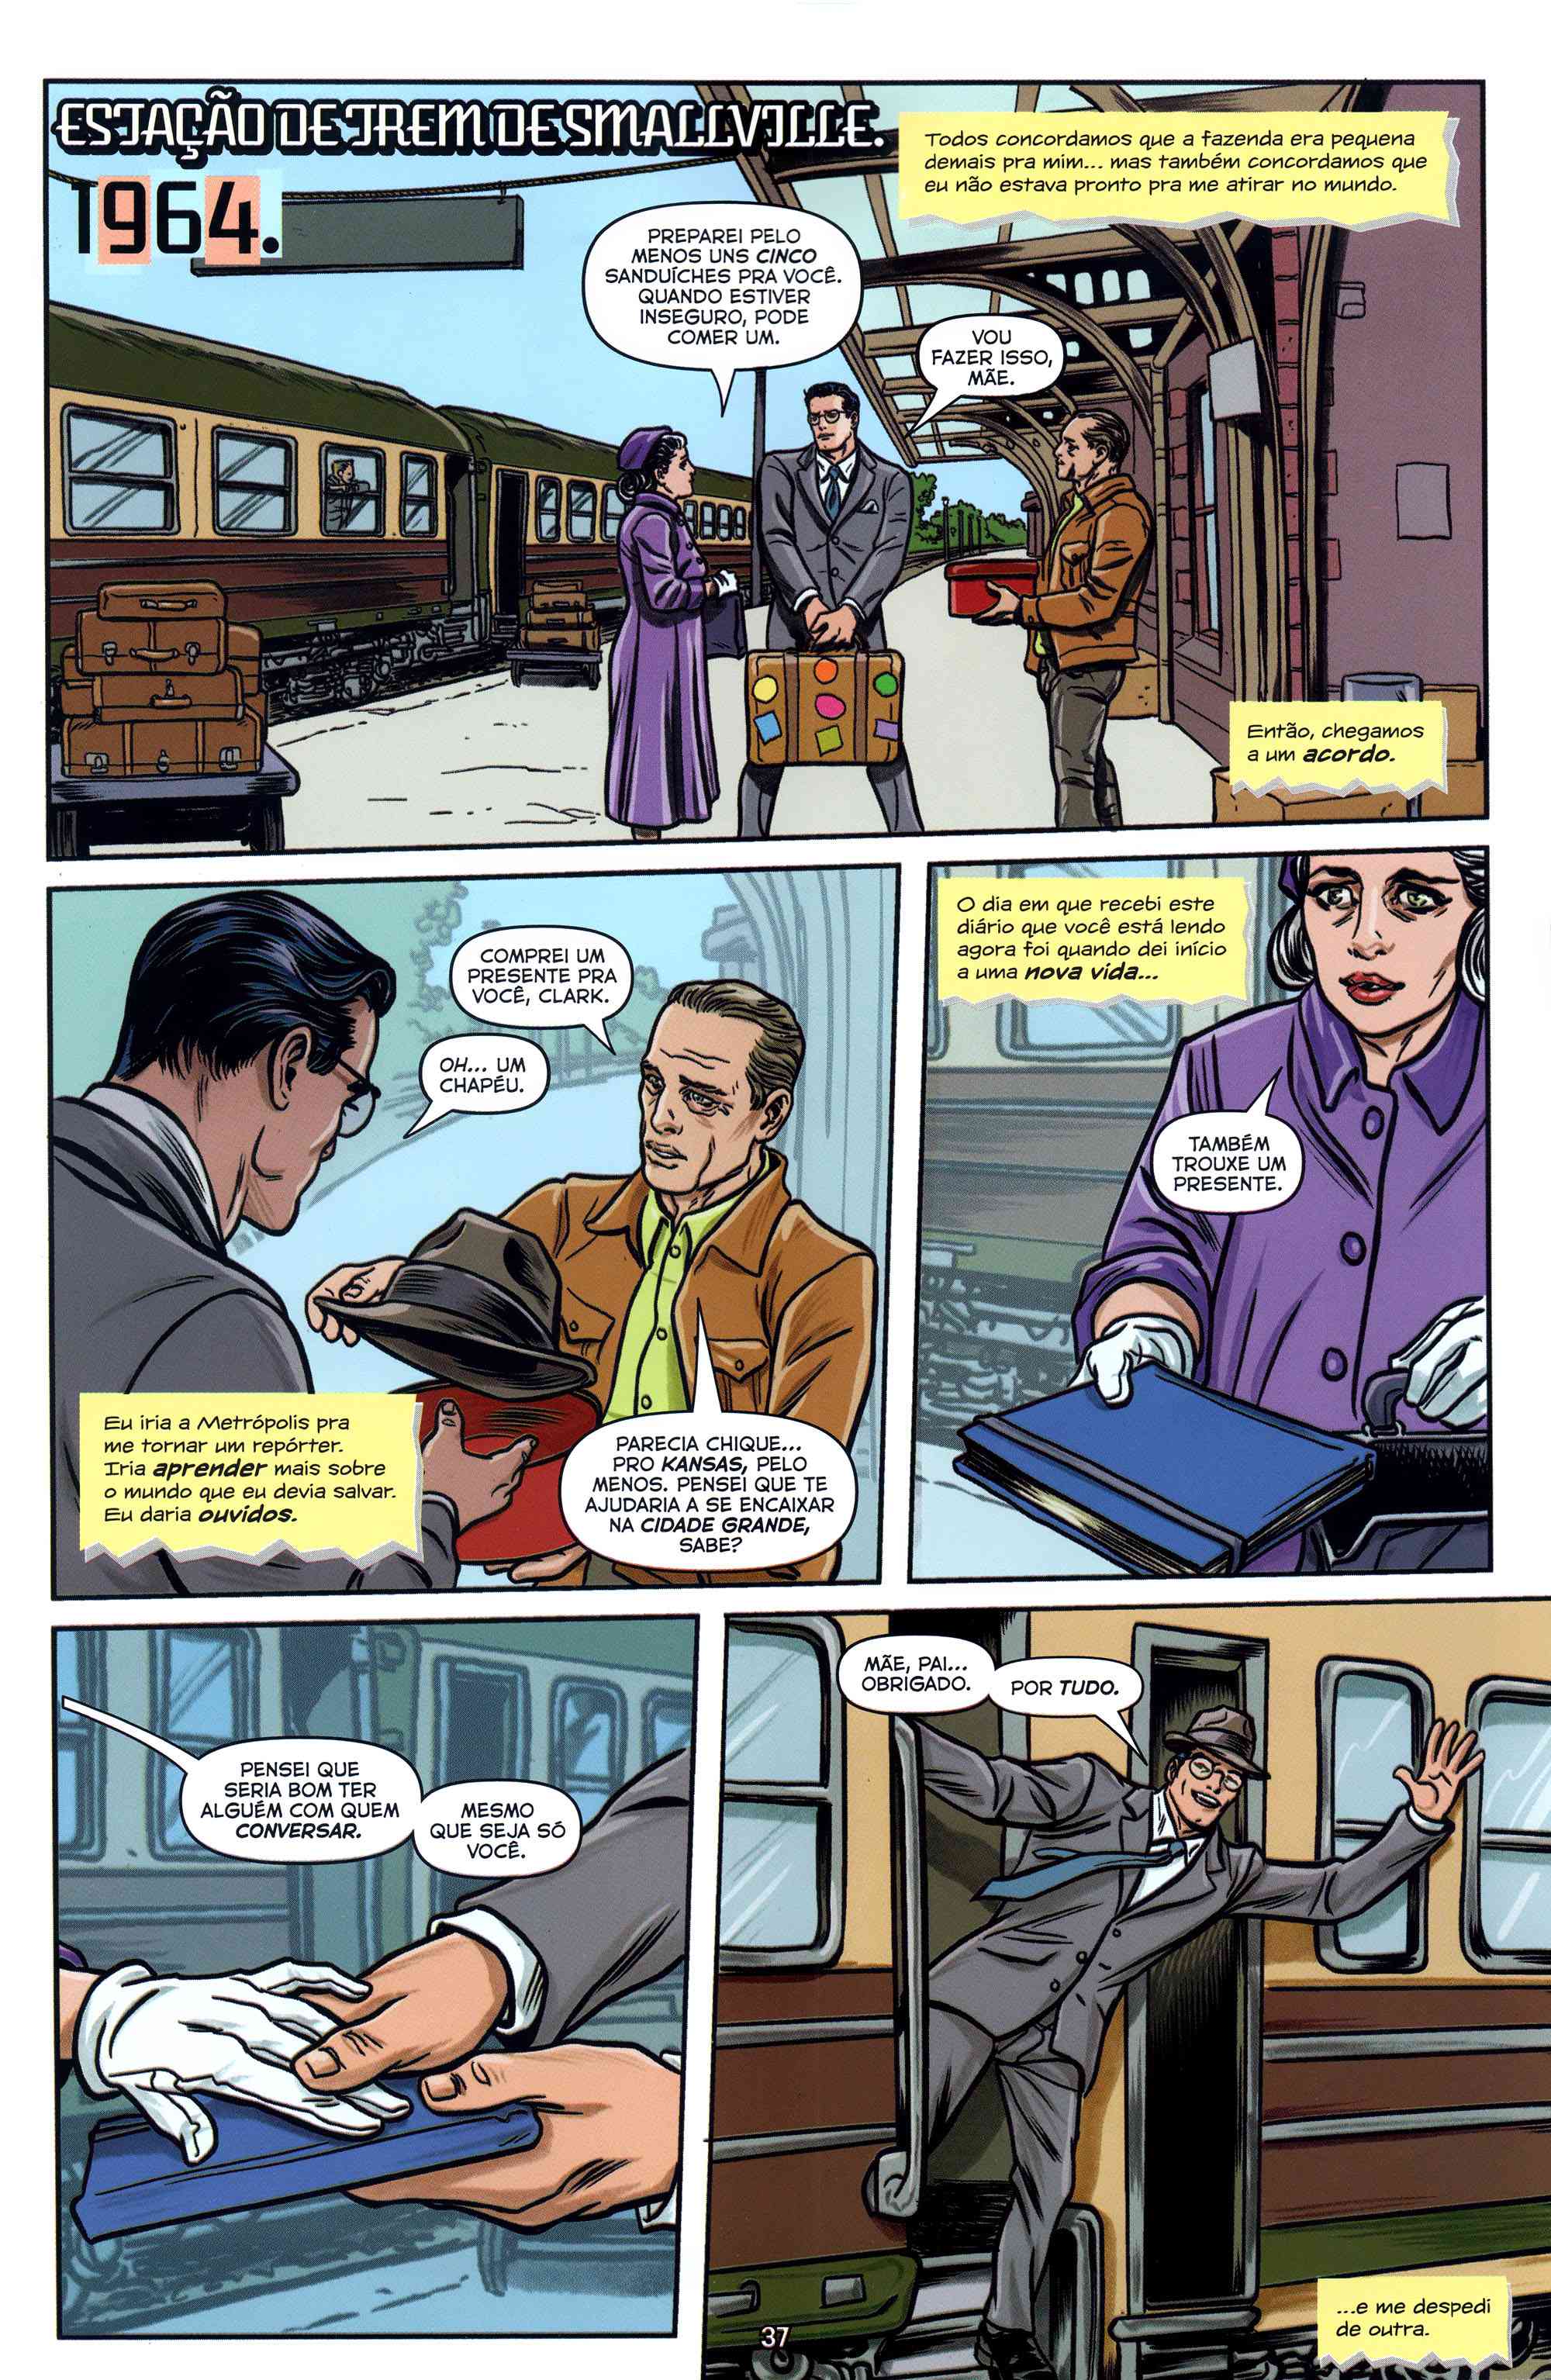 ESTAÇÃO DE TREM DE SMALLVILLE.
1964.
Todos concordamos que a fazenda era pequena
demais pra mim... mas também concordamos que
eu não estava pronto pra me atirar no mundo.
PREPAREI PELO
MENOS UNS CINCO
SANDUÍCHES PRA VOCÊ.
QUANDO ESTIVER
INSEGURO, PODE
COMER UM.
VOU
FAZER ISSO,
MÃE.
Então, chegamos
a um acordo.
COMPREI UM
PRESENTE PRA
VOCÊ, CLARK.
OH... UM
CHAPÉU.
Eu iria a Metrópolis pra
me tornar um repórter.
Iria aprender mais sobre
o mundo que eu devia salvar.
Eu daria ouvidos.
PARECIA CHIQUE...
PRO KANSAS, PELO
MENOS. PENSEI QUE TE
AJUDARIA A SE ENCAIXAR
NA CIDADE GRANDE,
SABE?
O dia em que recebi este
diário que você está lendo
agora foi quando dei início
a uma nova vida...
TAMBÉM
TROUXE UM
PRESENTE.
PENSEI QUE
SERIA BOM TER
ALGUÉM COM QUEM
CONVERSAR.
MESMO
QUE SEJA SÓ
VOCÊ.
MÃE, PAI...
OBRIGADO.
POR TUDO.
...e me despedi
de outra.
37